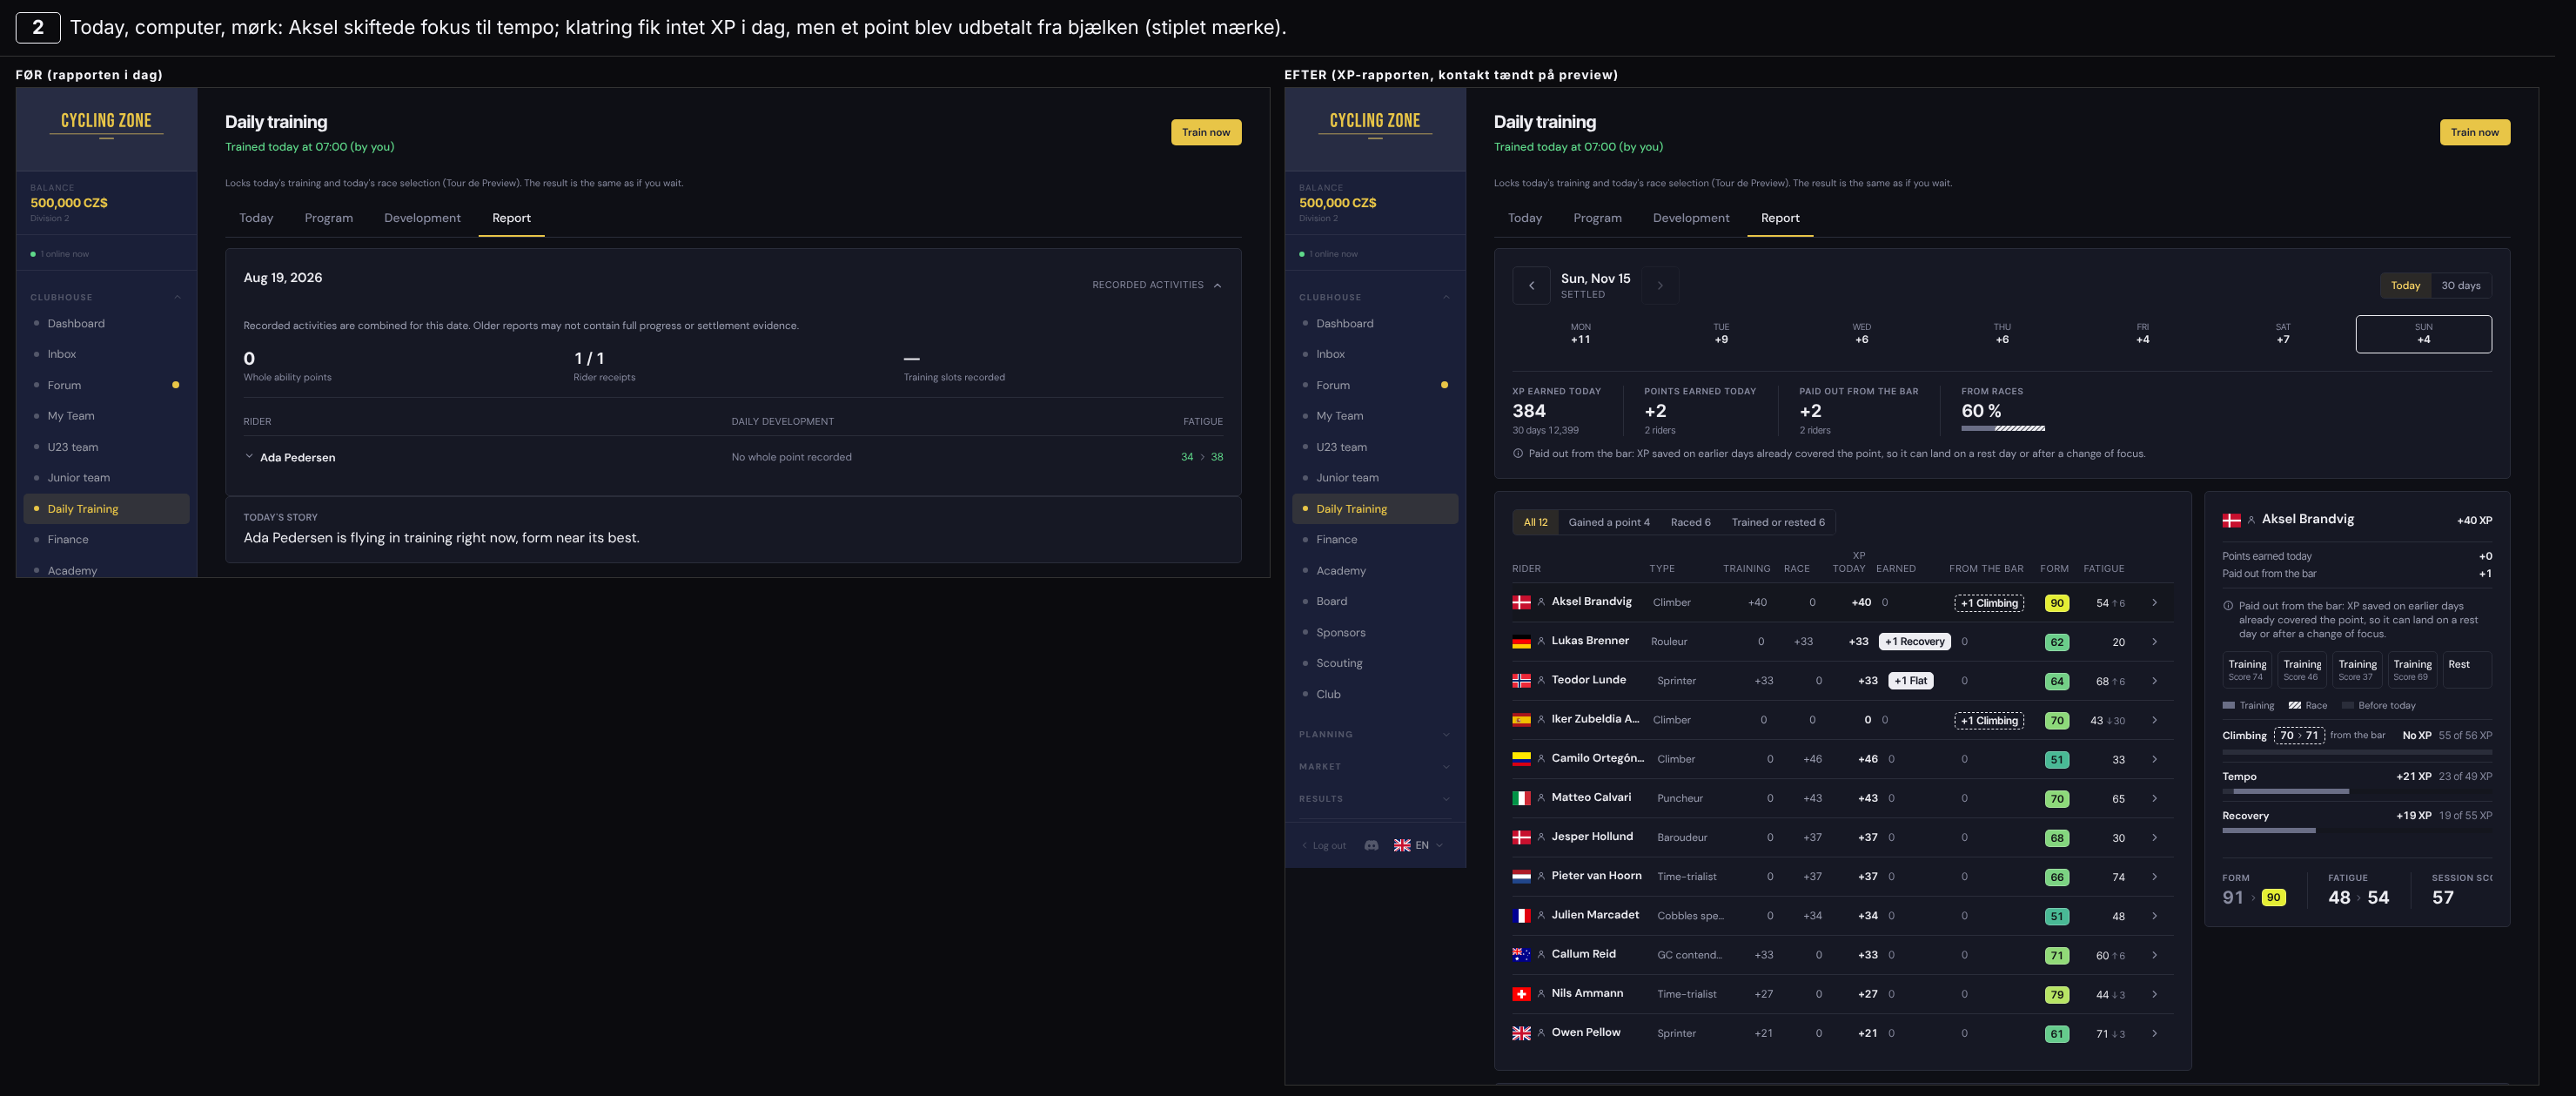 2 Today, computer, mørk: Aksel skiftede fokus til tempo; klatring fik intet XP i dag, men et point blev udbetalt fra bjælken (stiplet mærke).
FØR (rapporten i dag)
CYCLING ZONE
BALANCE
500,000 CZ$
Division 2
1 online now
CLUBHOUSE
Dashboard
Inbox
Forum
My Team
U23 team
Junior team
Daily Training
Finance
Academy
Daily training
Trained today at 07:00 (by you)
Train now
Locks today's training and today's race selection (Tour de Preview). The result is the same as if you wait.
Today Program Development Report
Aug 19, 2026
RECORDED ACTIVITIES
Recorded activities are combined for this date. Older reports may not contain full progress or settlement evidence.
0 1 / 1 —
Whole ability points Rider receipts Training slots recorded
RIDER DAILY DEVELOPMENT FATIGUE
Ada Pedersen No whole point recorded 34 › 38
TODAY'S STORY
Ada Pedersen is flying in training right now, form near its best.
EFTER (XP-rapporten, kontakt tændt på preview)
CYCLING ZONE
BALANCE
500,000 CZ$
Division 2
1 online now
CLUBHOUSE
Dashboard
Inbox
Forum
My Team
U23 team
Junior team
Daily Training
Finance
Academy
Board
Sponsors
Scouting
Club
PLANNING
MARKET
RESULTS
Log out EN
Daily training
Trained today at 07:00 (by you)
Train now
Locks today's training and today's race selection (Tour de Preview). The result is the same as if you wait.
Today Program Development Report
Sun, Nov 15
SETTLED
Today 30 days
MON TUE WED THU FRI SAT SUN
+11 +9 +6 +6 +4 +7 +4
XP EARNED TODAY POINTS EARNED TODAY PAID OUT FROM THE BAR FROM RACES
384 +2 +2 60 %
30 days 12,399 2 riders 2 riders
Paid out from the bar: XP saved on earlier days already covered the point, so it can land on a rest day or after a change of focus.
All 12 Gained a point 4 Raced 6 Trained or rested 6
RIDER TYPE TRAINING RACE XP TODAY EARNED FROM THE BAR FORM FATIGUE
Aksel Brandvig Climber +40 0 +40 0 +1 Climbing 90 54 ↑6
Lukas Brenner Rouleur 0 +33 +33 +1 Recovery 0 62 20
Teodor Lunde Sprinter +33 0 +33 +1 Flat 0 64 68 ↑6
Iker Zubeldia A... Climber 0 0 0 0 +1 Climbing 70 43 ↓30
Camilo Ortegón... Climber 0 +46 +46 0 0 51 33
Matteo Calvari Puncheur 0 +43 +43 0 0 70 65
Jesper Hollund Baroudeur 0 +37 +37 0 0 68 30
Pieter van Hoorn Time-trialist 0 +37 +37 0 0 66 74
Julien Marcadet Cobbles spe... 0 +34 +34 0 0 51 48
Callum Reid GC contend... +33 0 +33 0 0 71 60 ↑6
Nils Ammann Time-trialist +27 0 +27 0 0 79 44 ↓3
Owen Pellow Sprinter +21 0 +21 0 0 61 71 ↓3
Aksel Brandvig +40 XP
Points earned today +0
Paid out from the bar +1
Paid out from the bar: XP saved on earlier days
already covered the point, so it can land on a rest
day or after a change of focus.
Training Training Training Training Rest
Score 74 Score 46 Score 37 Score 69
Training Race Before today
Climbing 70 › 71 from the bar No XP 55 of 56 XP
Tempo +21 XP 23 of 49 XP
Recovery +19 XP 19 of 55 XP
FORM FATIGUE SESSION SC
91 › 90 48 › 54 57